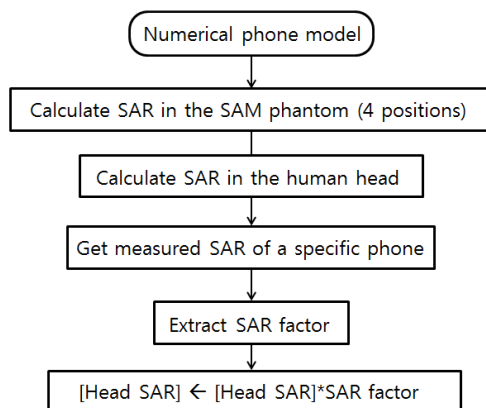 Numerical phone model
Calculate SAR in the SAM phantom (4 positions)
Calculate SAR in the human head
Get measured SAR of a specific phone
Extract SAR factor
[Head SAR] ← [Head SAR]*SAR factor